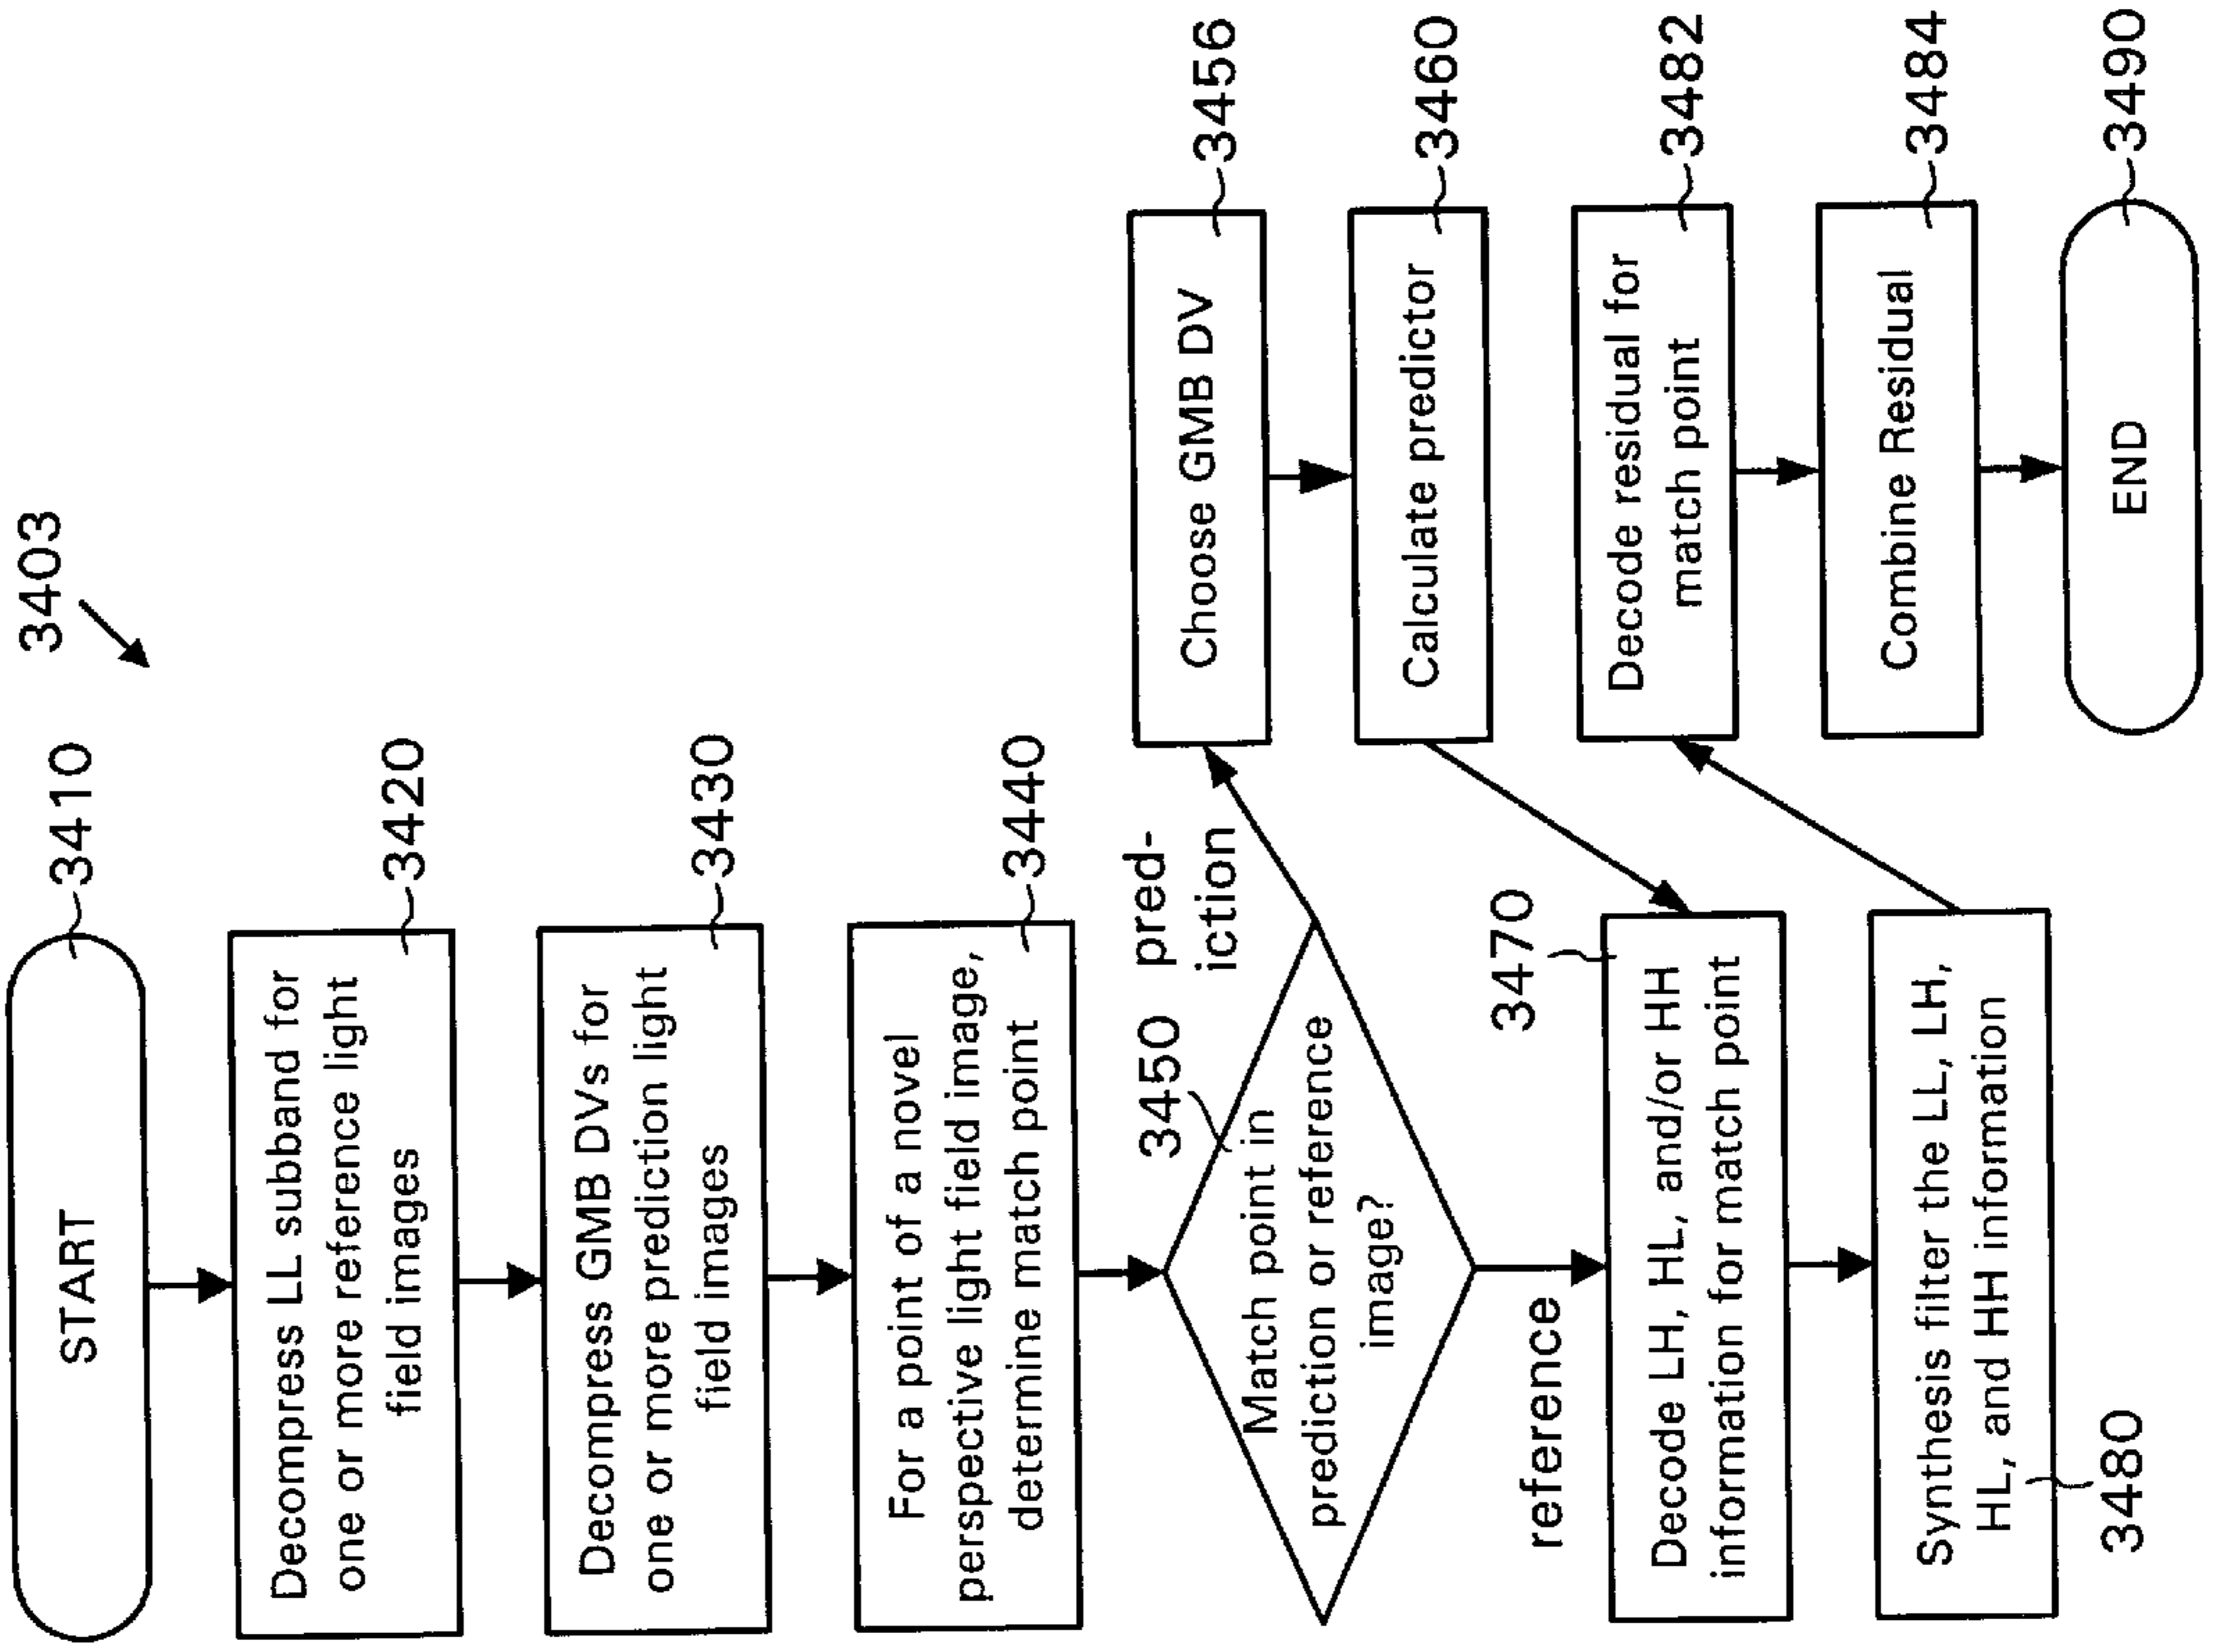 3403
START
3410
Decompress LL subband for
one or more reference light
field images
3420
Decompress GMB DVs for
one or more prediction light
field images
3430
For a point of a novel
perspective light field image,
determine match point
3440
3450
Match point in
prediction or reference
image?
pred-
iction
reference
Choose GMB DV
3456
Calculate predictor
3460
3470
Decode LH, HL, and/or HH
information for match point
Synthesis filter the LL, LH,
HL, and HH information
3480
Decode residual for
match point
3482
Combine Residual
3484
END
3490